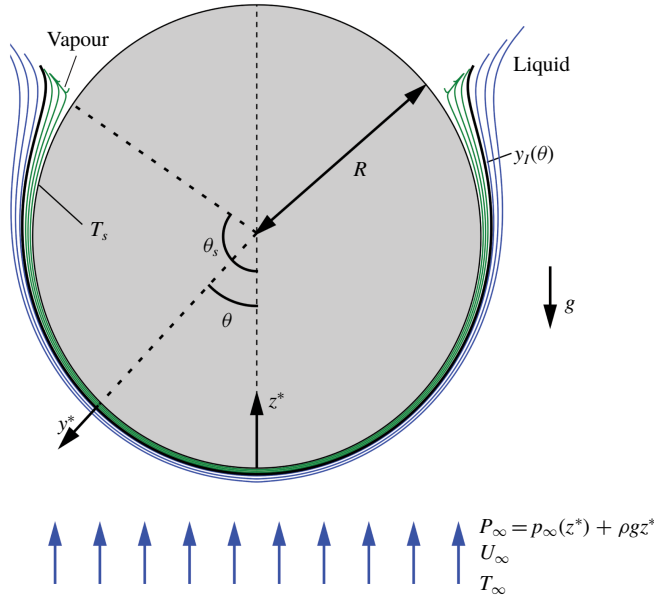 Vapour
Liquid
R
y_I(θ)
T_s
θ_s
θ
g
z*
y*
P_∞ = p_∞(z*) + ρgz*
U_∞
T_∞